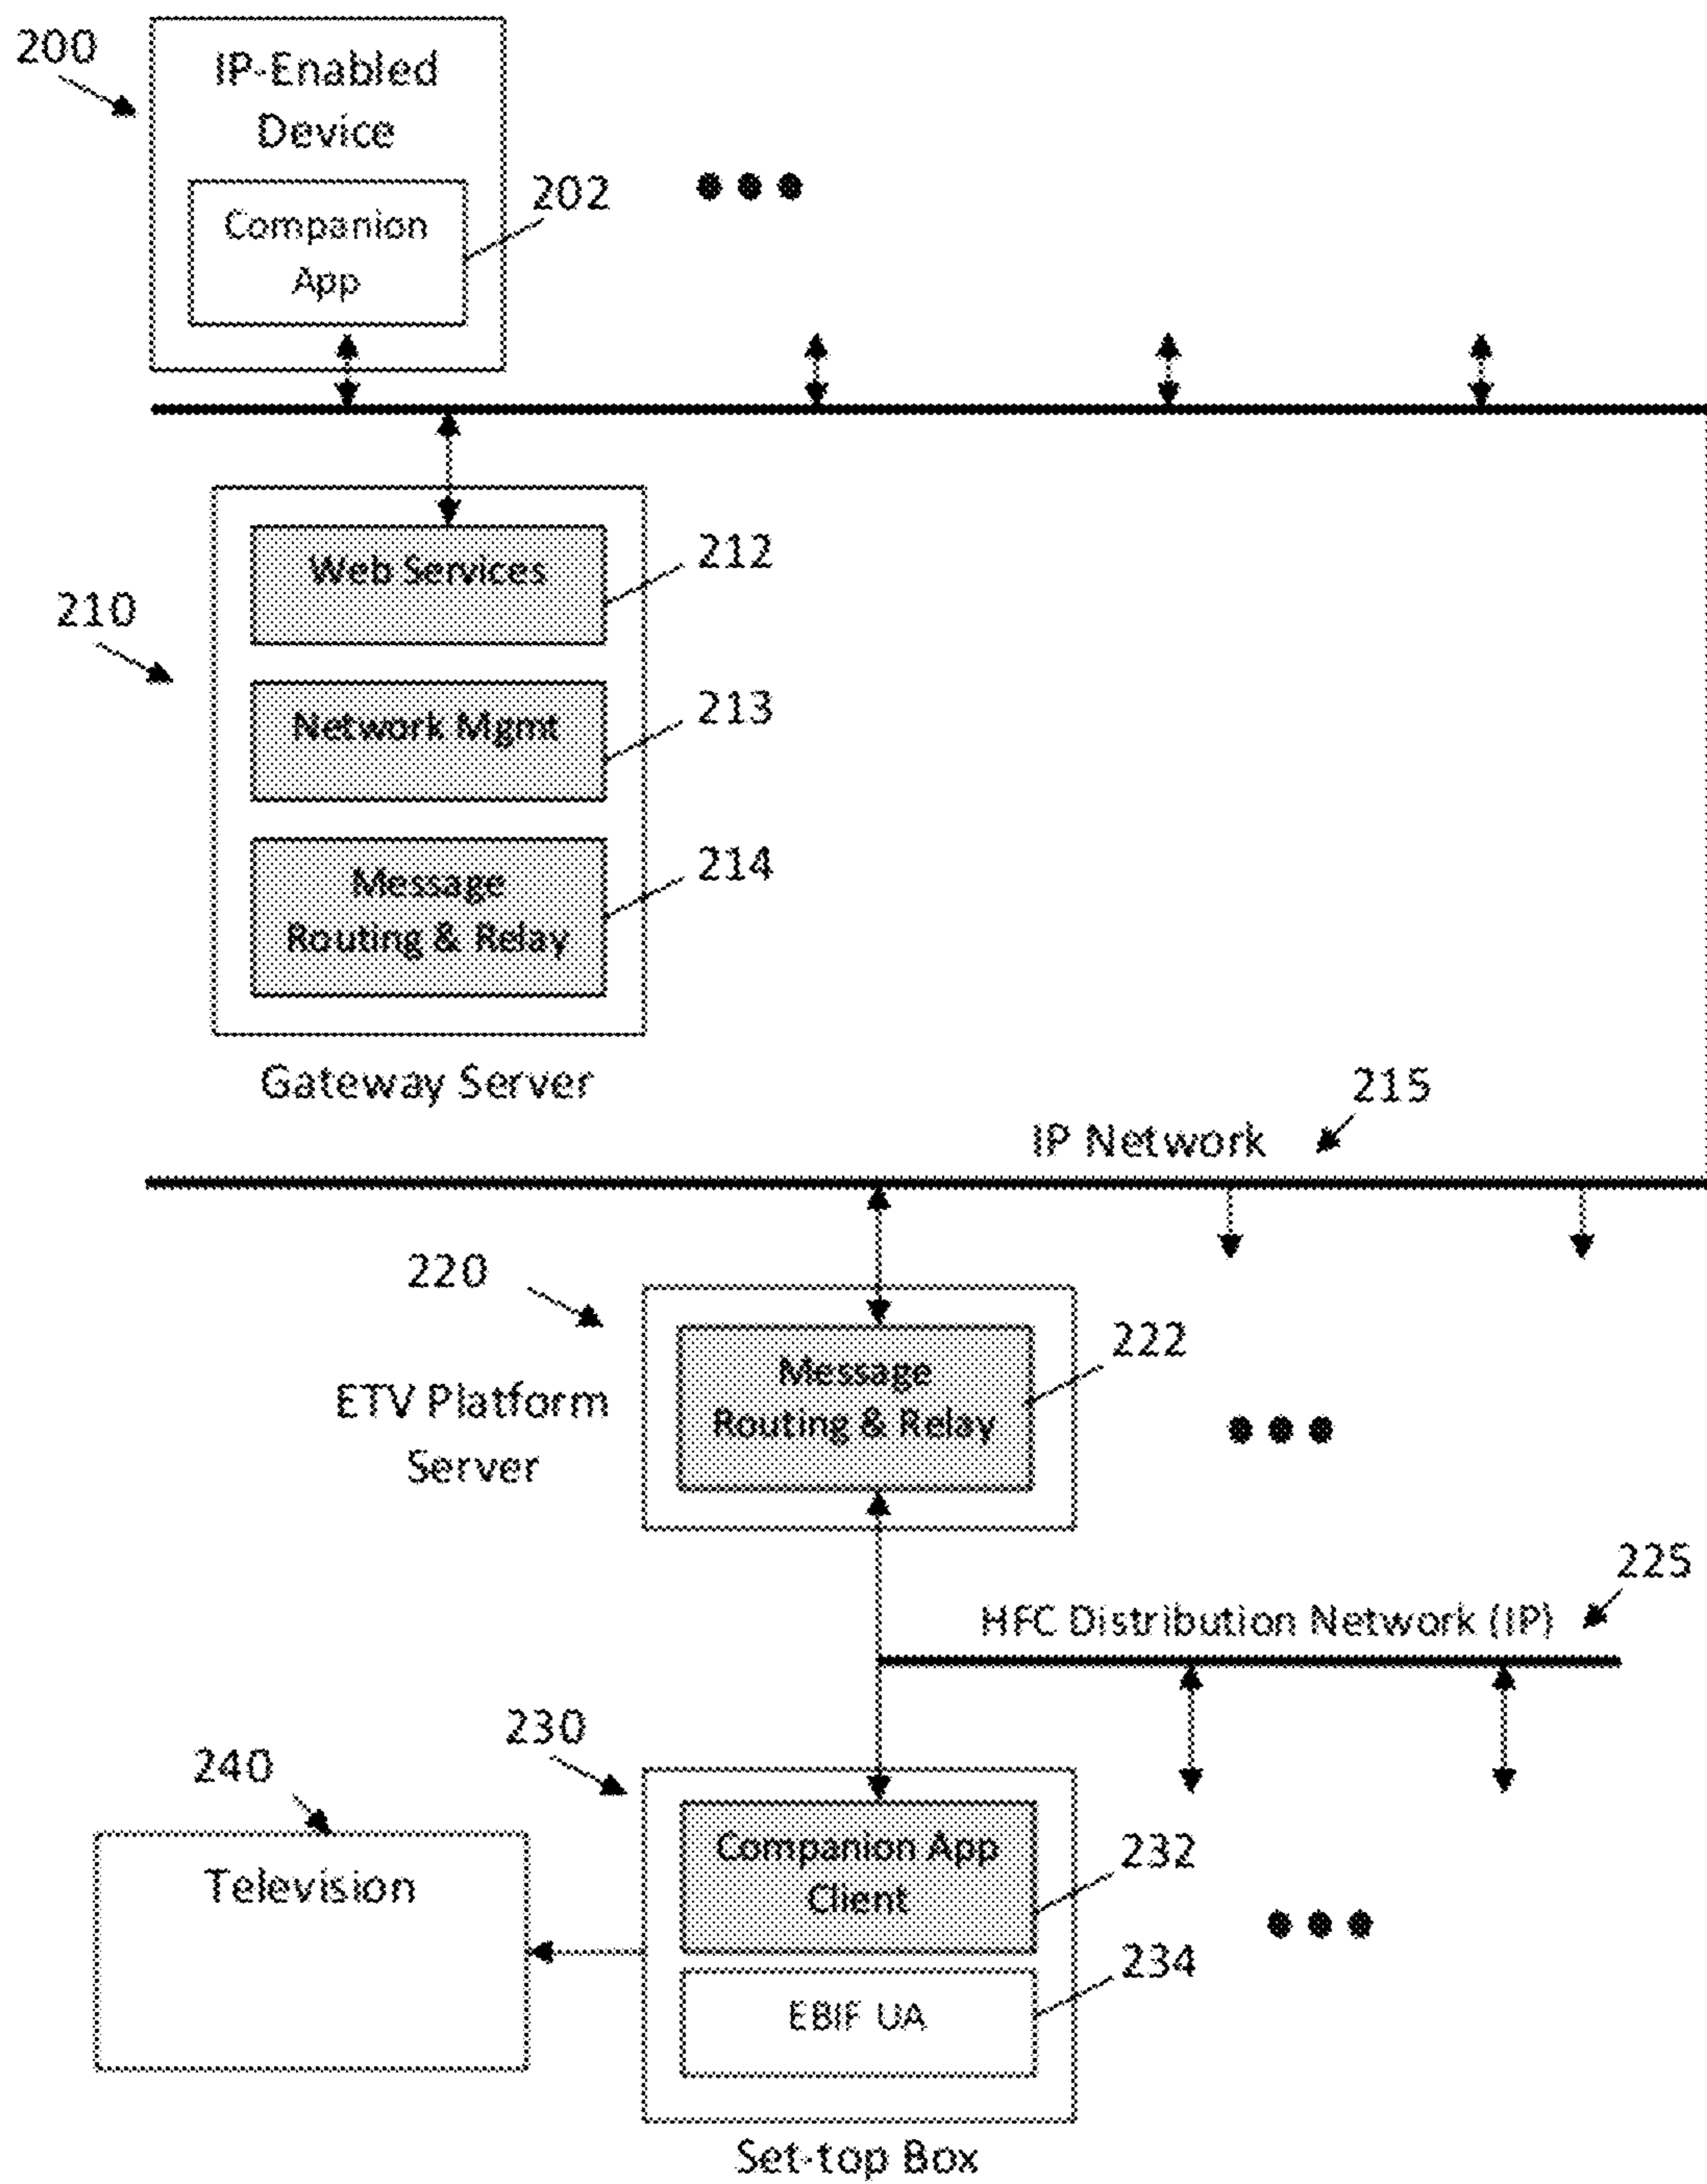 200
IP-Enabled
Device
202
Companion
App
212
Web Services
210
213
Network Mgmt
214
Message
Routing & Relay
Gateway Server
215
IP Network
220
222
Message
Routing & Relay
ETV Platform
Server
225
HFC Distribution Network (IP)
230
240
232
Companion App
Client
Television
234
EBIF UA
Set-top Box